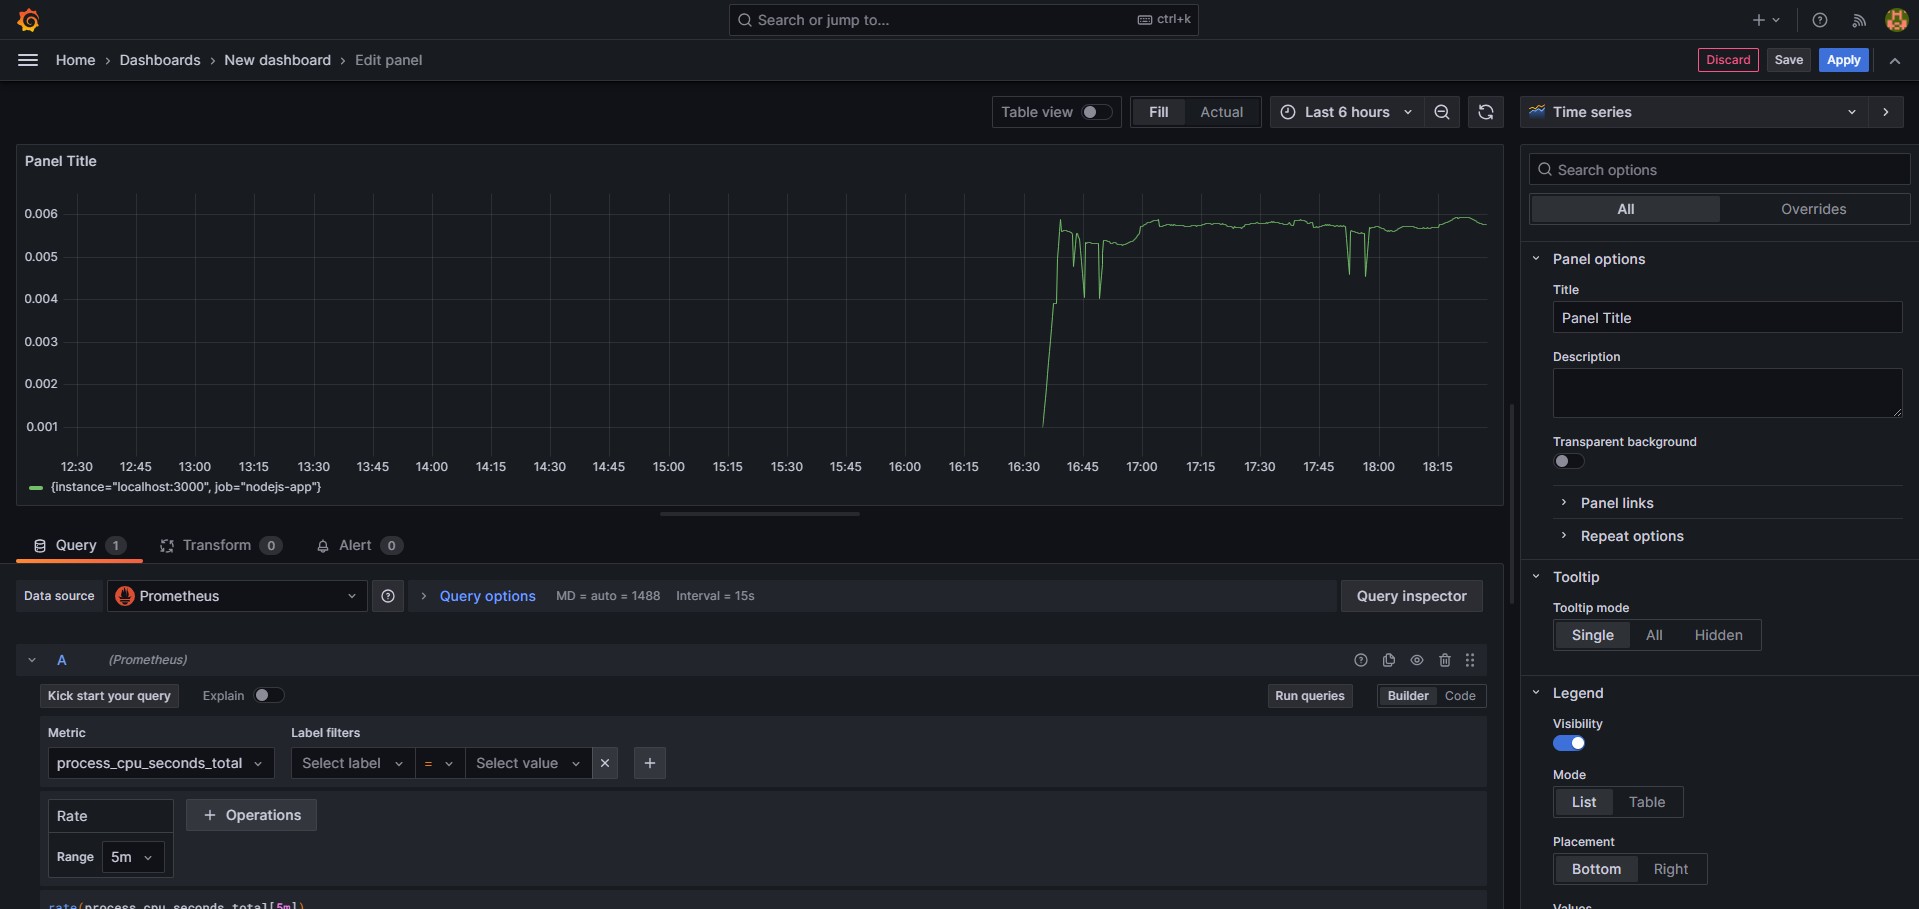 Search or jump to... ctrl+k
Home › Dashboards › New dashboard › Edit panel
Discard Save Apply
Table view Fill Actual Last 6 hours
Time series
Panel Title
0.006
0.005
0.004
0.003
0.002
0.001
12:30 12:45 13:00 13:15 13:30 13:45 14:00 14:15 14:30 14:45 15:00 15:15 15:30 15:45 16:00 16:15 16:30 16:45 17:00 17:15 17:30 17:45 18:00 18:15
{instance="localhost:3000", job="nodejs-app"}
Query 1 Transform 0 Alert 0
Data source Prometheus Query options MD = auto = 1488 Interval = 15s Query inspector
A (Prometheus)
Kick start your query Explain Run queries Builder Code
Metric Label filters
process_cpu_seconds_total Select label = Select value
Rate + Operations
Range 5m
rate(process_cpu_seconds_total[5m])
Search options
All Overrides
Panel options
Title
Panel Title
Description
Transparent background
Panel links
Repeat options
Tooltip
Tooltip mode
Single All Hidden
Legend
Visibility
Mode
List Table
Placement
Bottom Right
Values